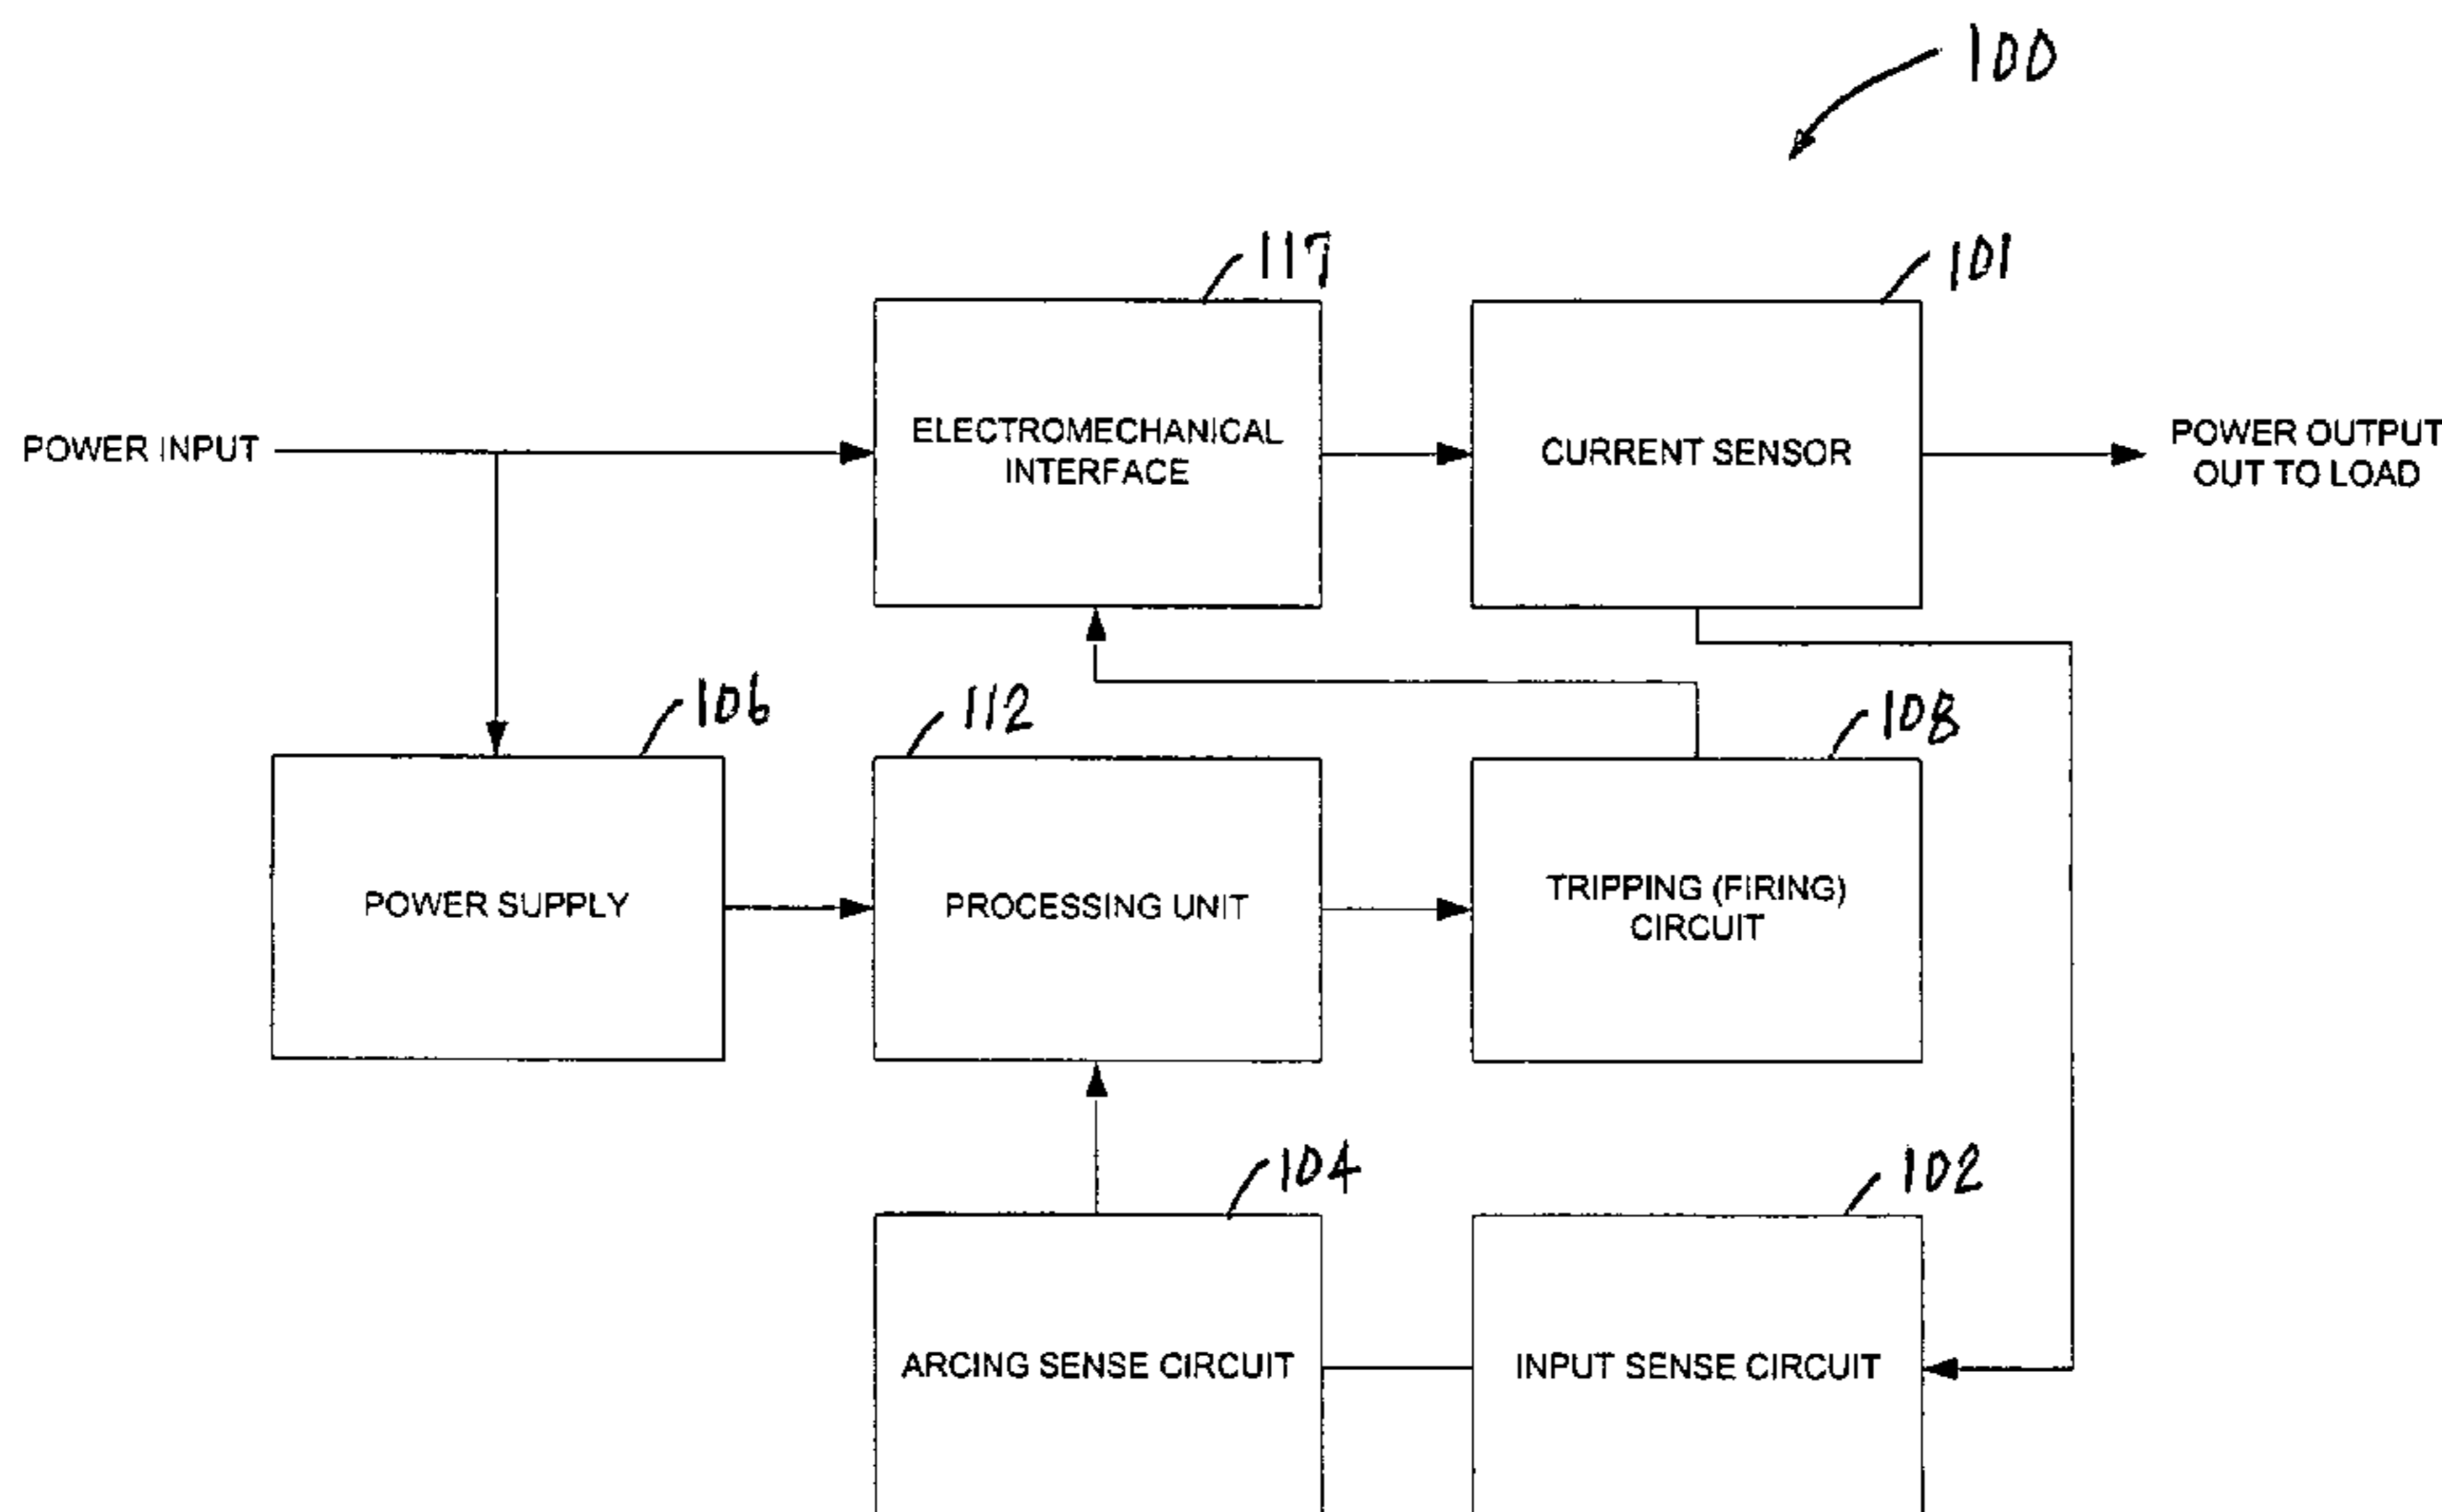 100
117
101
POWER INPUT
ELECTROMECHANICAL
INTERFACE
CURRENT SENSOR
POWER OUTPUT
OUT TO LOAD
106
112
108
POWER SUPPLY
PROCESSING UNIT
TRIPPING (FIRING)
CIRCUIT
104
102
ARCING SENSE CIRCUIT
INPUT SENSE CIRCUIT